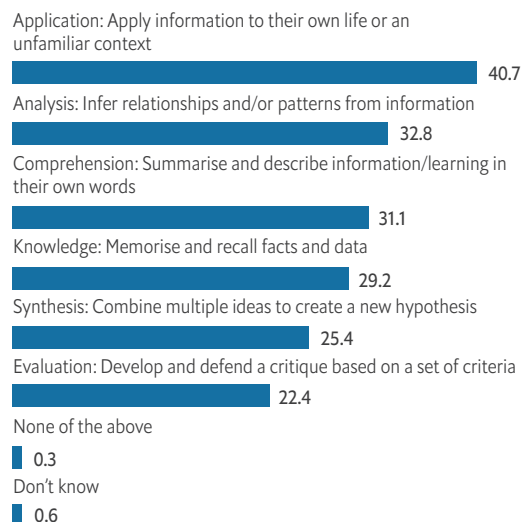 Application: Apply information to their own life or an
unfamiliar context
40.7
Analysis: Infer relationships and/or patterns from information
32.8
Comprehension: Summarise and describe information/learning in
their own words
31.1
Knowledge: Memorise and recall facts and data
29.2
Synthesis: Combine multiple ideas to create a new hypothesis
25.4
Evaluation: Develop and defend a critique based on a set of criteria
22.4
None of the above
0.3
Don’t know
0.6